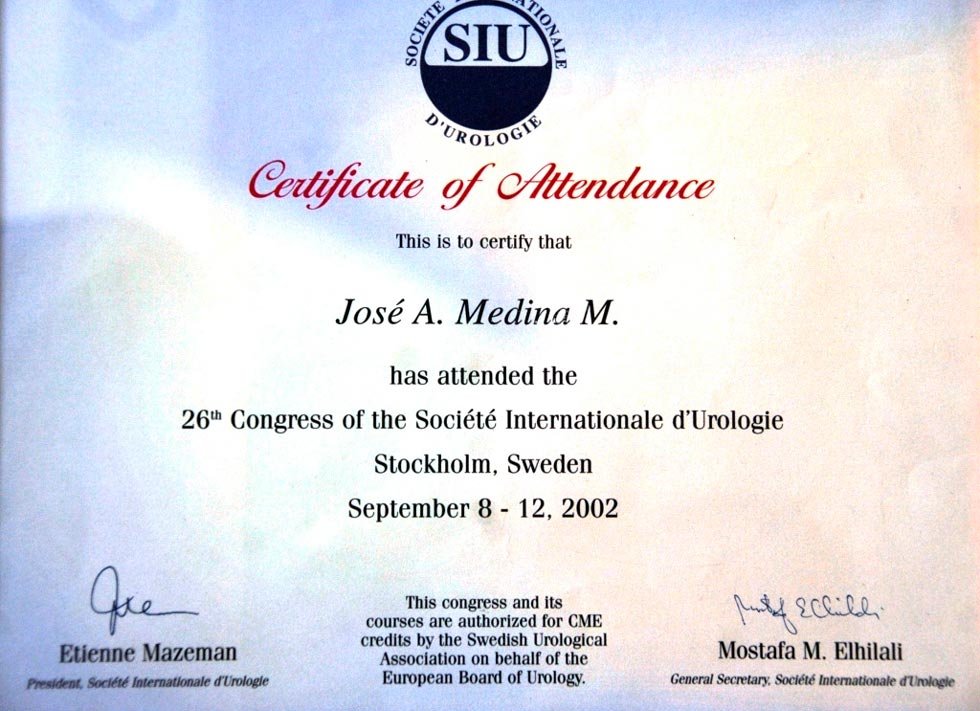 SOCIÉTÉ INTERNATIONALE
SIU
D'UROLOGIE
Certificate of Attendance
This is to certify that
José A. Medina M.
has attended the
26th Congress of the Société Internationale d'Urologie
Stockholm, Sweden
September 8 - 12, 2002
This congress and its
courses are authorized for CME
credits by the Swedish Urological
Association on behalf of the
European Board of Urology.
Etienne Mazeman
President, Société Internationale d'Urologie
Mostafa M. Elhilali
General Secretary, Société Internationale d'Urologie